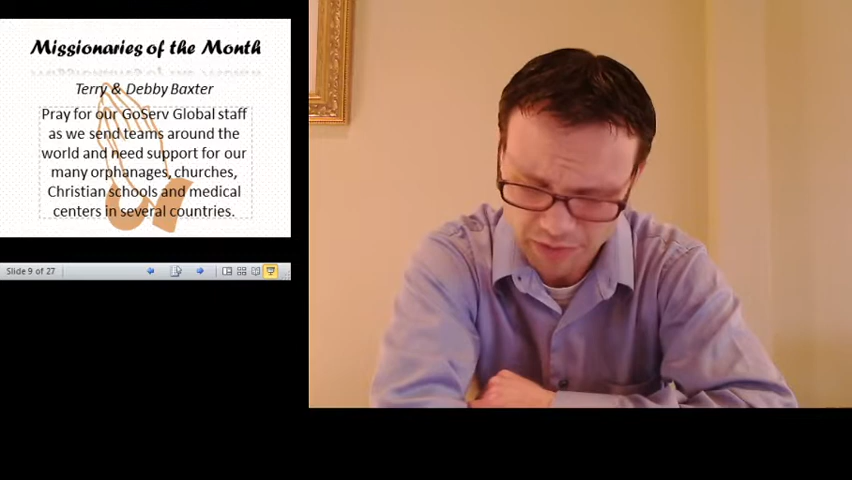 Missionaries of the Month
Terry & Debby Baxter
Pray for our GoServ Global staff
as we send teams around the
world and need support for our
many orphanages, churches,
Christian schools and medical
centers in several countries.
Slide 9 of 27